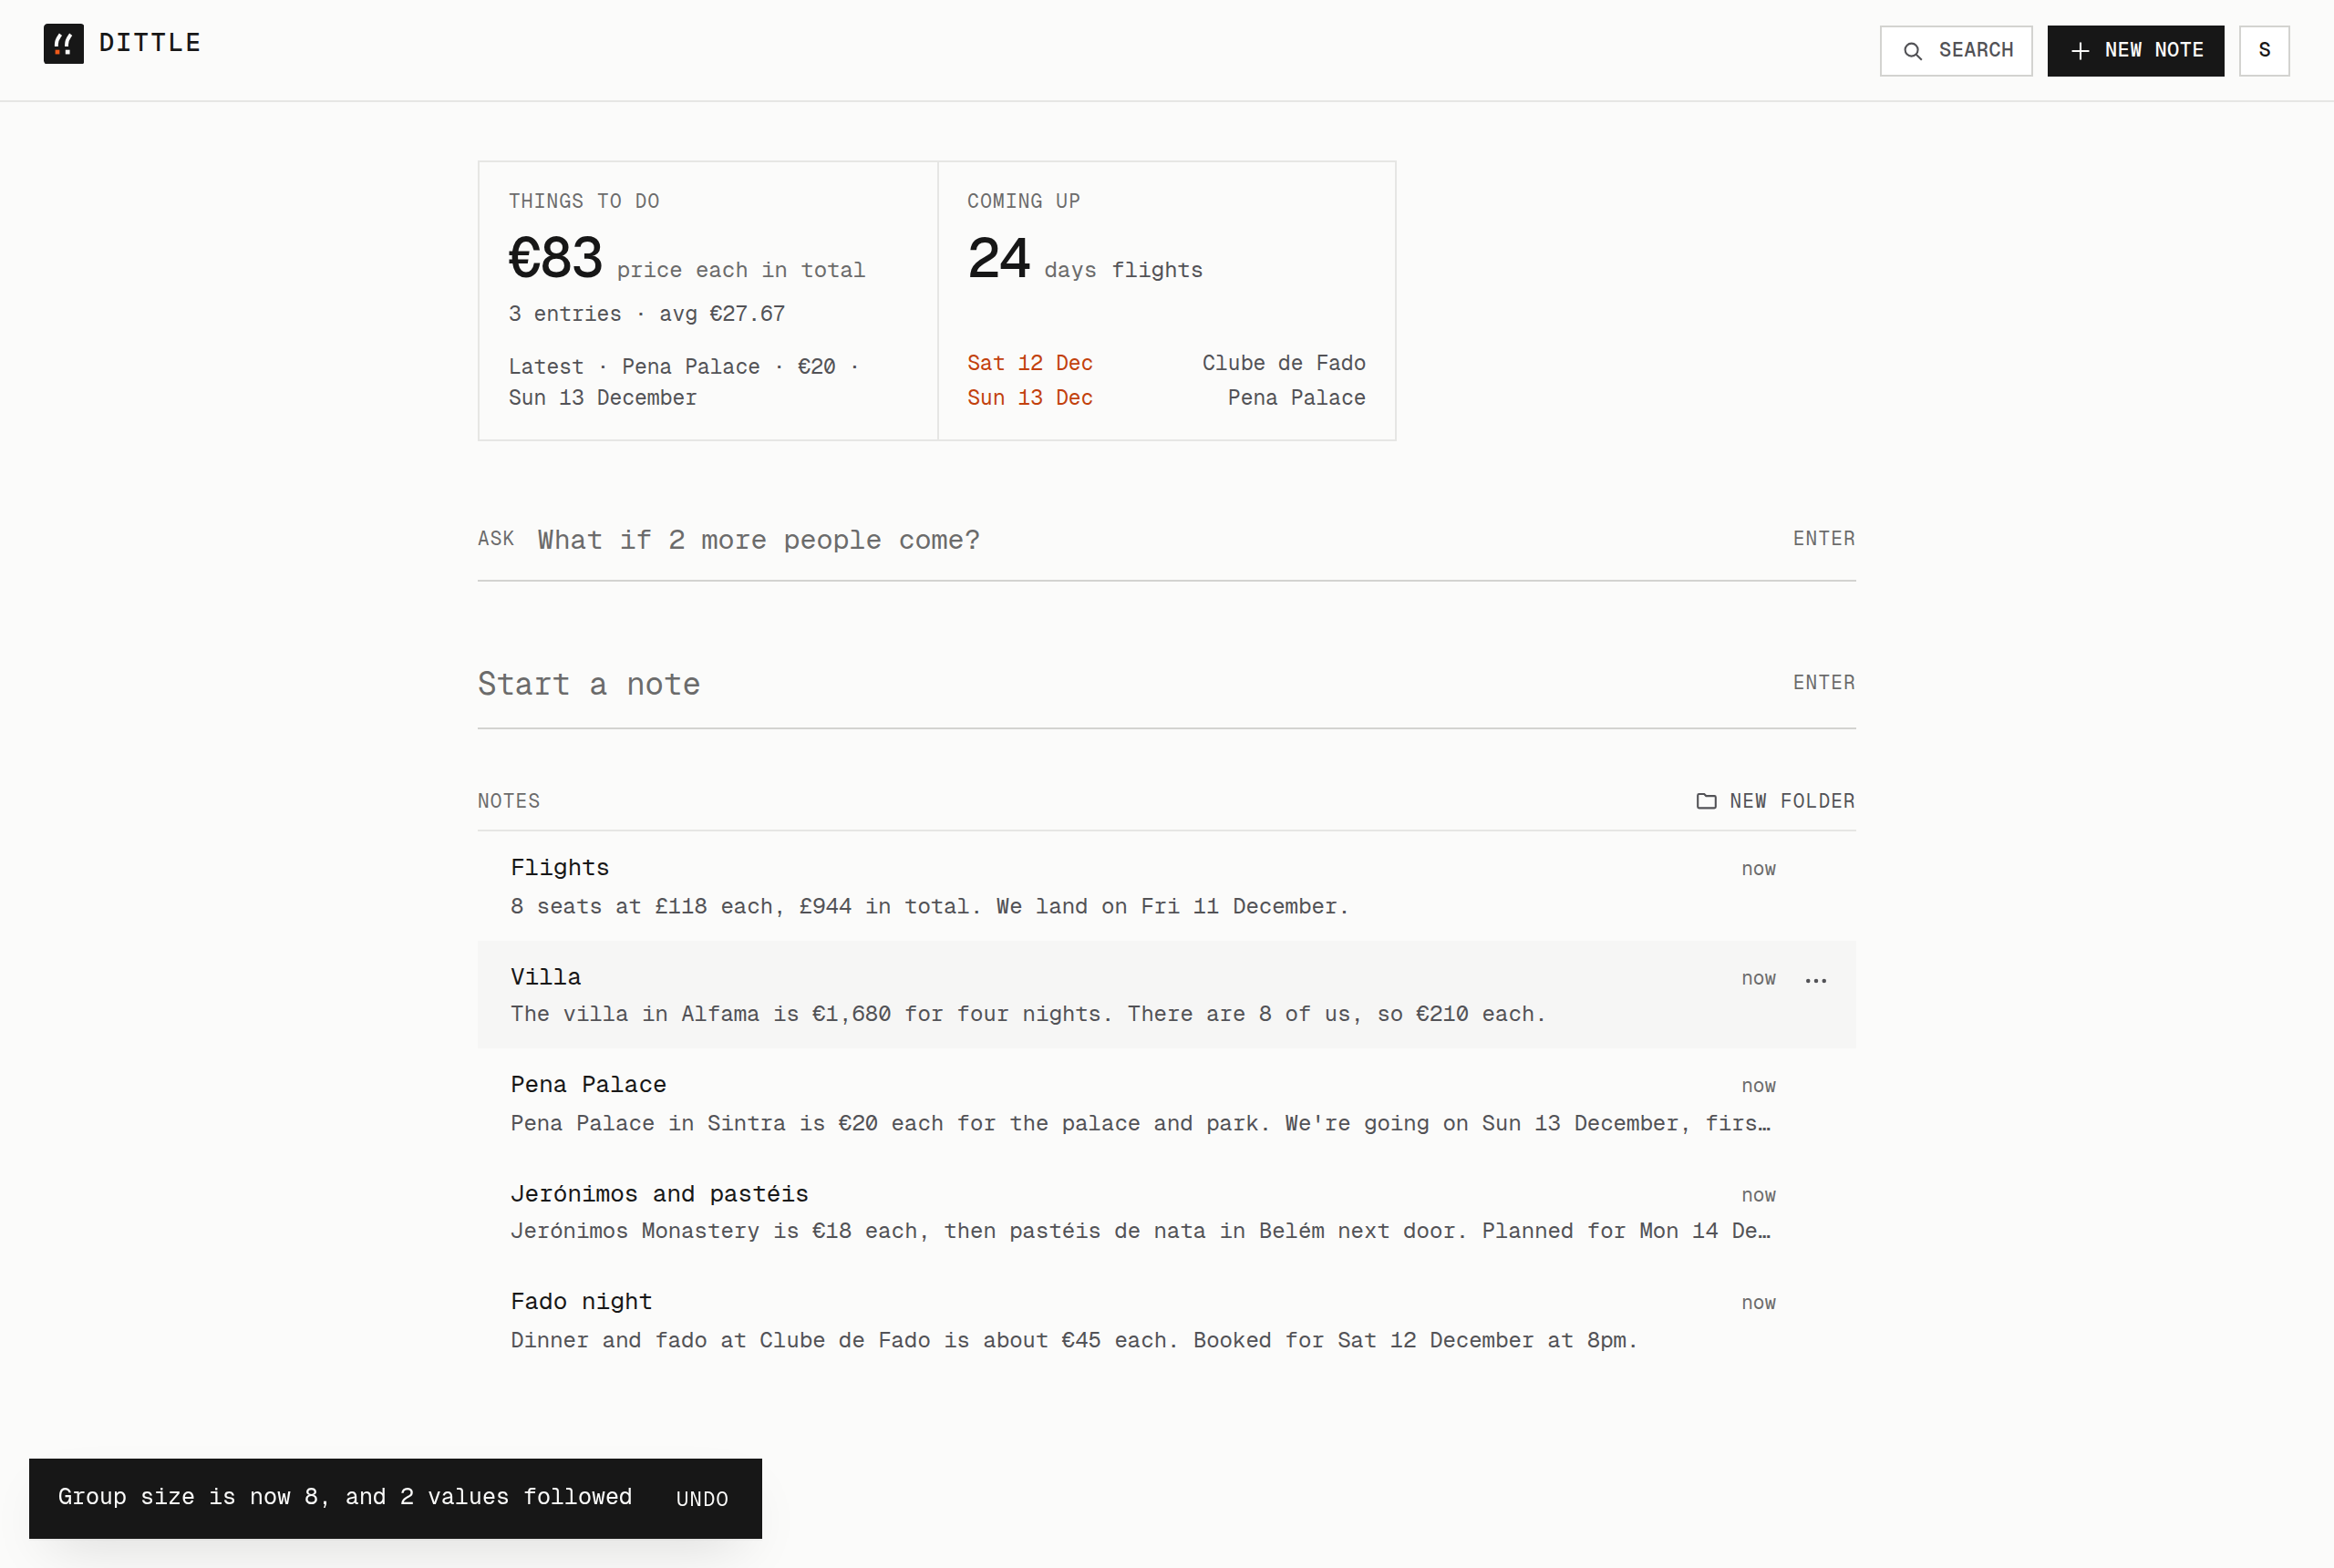 DITTLE
SEARCH
NEW NOTE
S
THINGS TO DO
€83 price each in total
3 entries · avg €27.67
Latest · Pena Palace · €20 ·
Sun 13 December
COMING UP
24 days flights
Sat 12 Dec Clube de Fado
Sun 13 Dec Pena Palace
ASK What if 2 more people come? ENTER
Start a note ENTER
NOTES NEW FOLDER
Flights now
8 seats at £118 each, £944 in total. We land on Fri 11 December.
Villa now
The villa in Alfama is €1,680 for four nights. There are 8 of us, so €210 each.
Pena Palace now
Pena Palace in Sintra is €20 each for the palace and park. We're going on Sun 13 December, firs…
Jerónimos and pastéis now
Jerónimos Monastery is €18 each, then pastéis de nata in Belém next door. Planned for Mon 14 De…
Fado night now
Dinner and fado at Clube de Fado is about €45 each. Booked for Sat 12 December at 8pm.
Group size is now 8, and 2 values followed UNDO